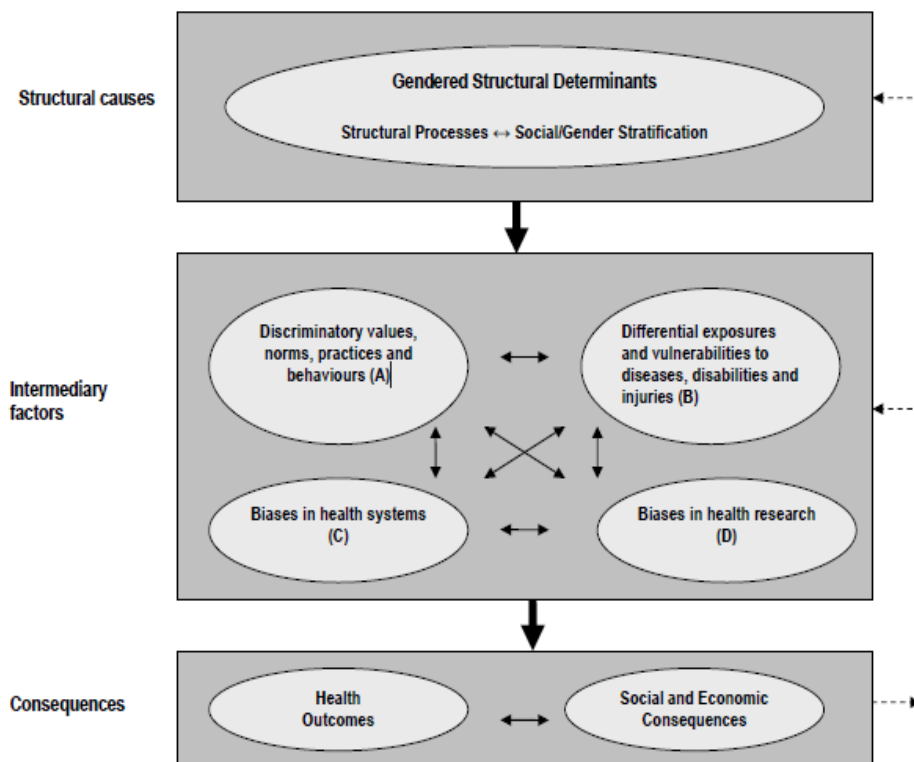 Structural causes
Gendered Structural Determinants
Structural Processes ↔ Social/Gender Stratification
Intermediary
factors
Discriminatory values,
norms, practices and
behaviours (A)
Differential exposures
and vulnerabilities to
diseases, disabilities and
injuries (B)
Biases in health systems
(C)
Biases in health research
(D)
Consequences
Health
Outcomes
Social and Economic
Consequences